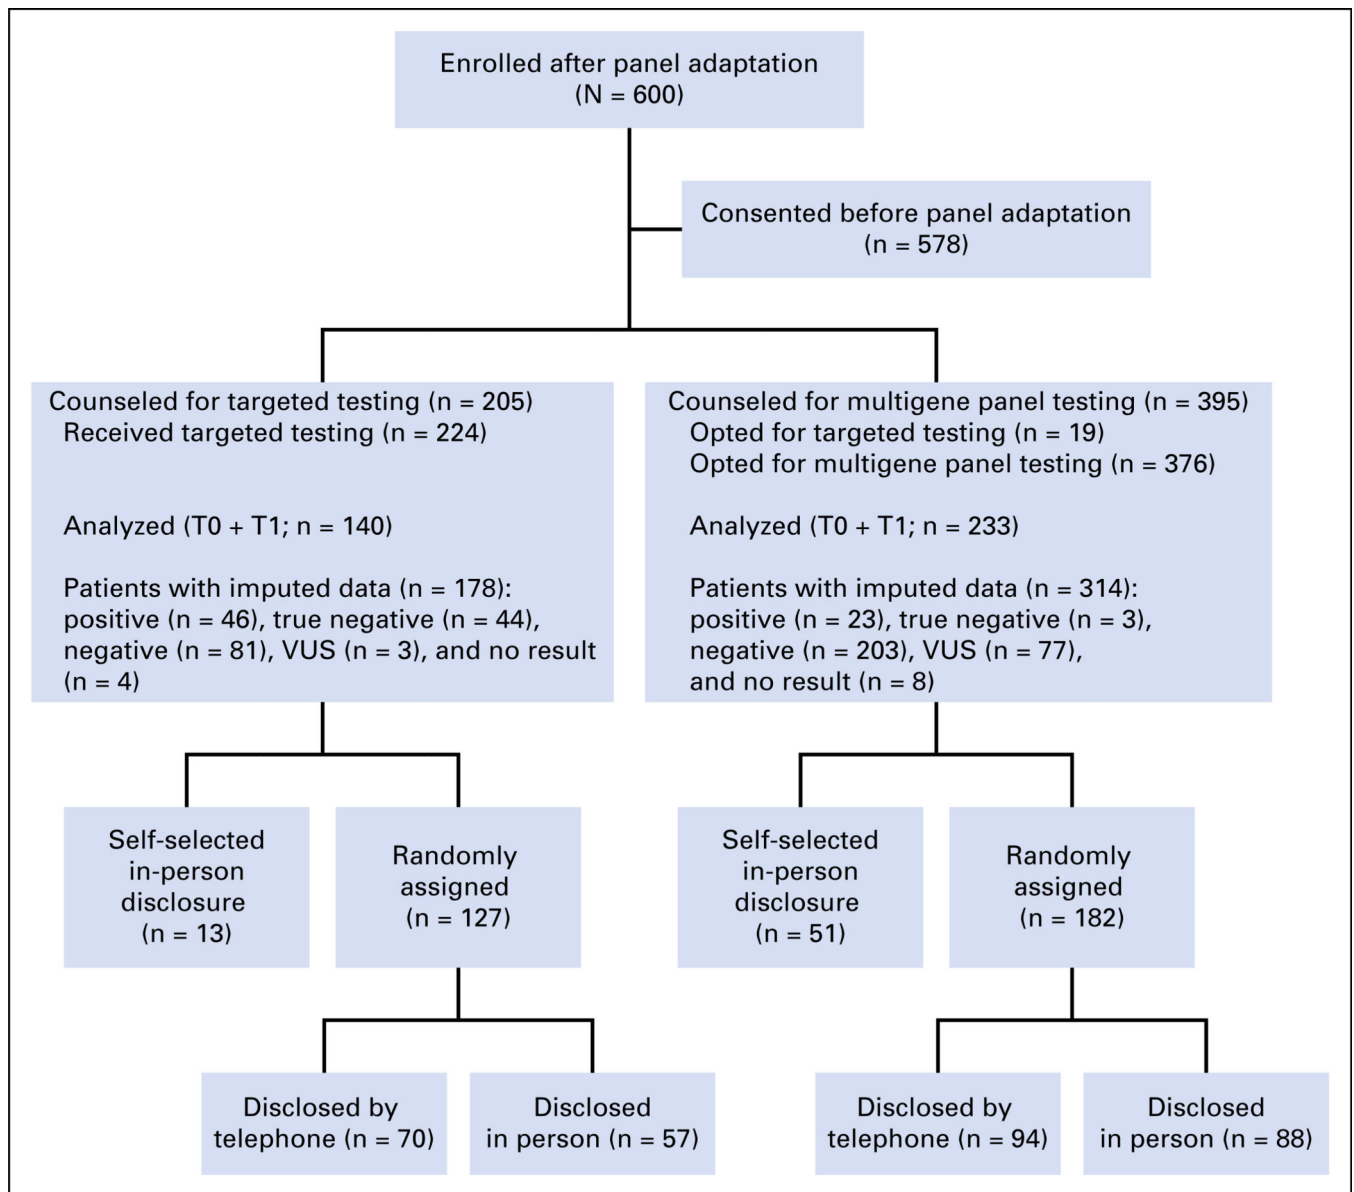 Enrolled after panel adaptation
(N = 600)
Consented before panel adaptation
(n = 578)
Counseled for targeted testing (n = 205)
Received targeted testing (n = 224)
Analyzed (T0 + T1; n = 140)
Patients with imputed data (n = 178):
positive (n = 46), true negative (n = 44),
negative (n = 81), VUS (n = 3), and no result
(n = 4)
Counseled for multigene panel testing (n = 395)
Opted for targeted testing (n = 19)
Opted for multigene panel testing (n = 376)
Analyzed (T0 + T1; n = 233)
Patients with imputed data (n = 314):
positive (n = 23), true negative (n = 3),
negative (n = 203), VUS (n = 77),
and no result (n = 8)
Self-selected
in-person
disclosure
(n = 13)
Randomly
assigned
(n = 127)
Self-selected
in-person
disclosure
(n = 51)
Randomly
assigned
(n = 182)
Disclosed by
telephone (n = 70)
Disclosed
in person (n = 57)
Disclosed by
telephone (n = 94)
Disclosed
in person (n = 88)